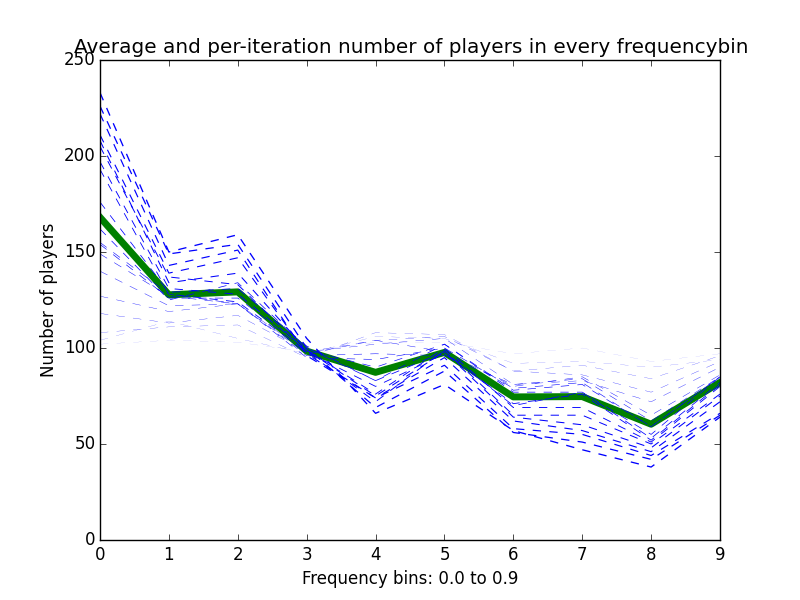 Average and per-iteration number of players in every frequencybin
250
200
150
100
50
0
Number of players
0 1 2 3 4 5 6 7 8 9
Frequency bins: 0.0 to 0.9